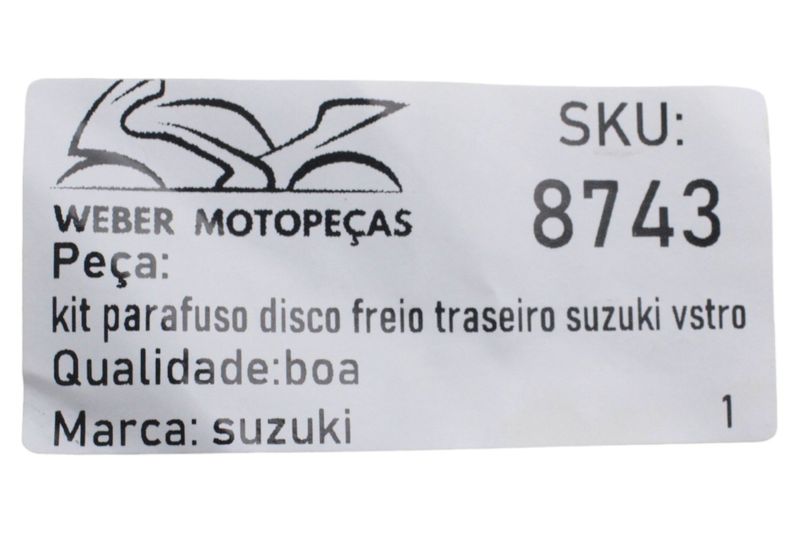 WEBER MOTOPEÇAS
SKU:
8743
Peça:
kit parafuso disco freio traseiro suzuki vstro
Qualidade:boa
Marca: suzuki
1